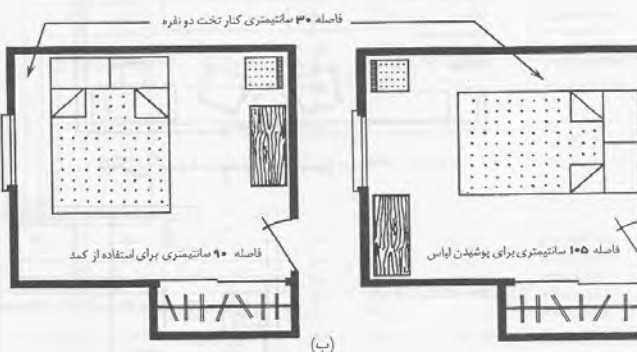 فاصله ۳۰ سانتیمتری کنار تخت دو نفره
فاصله ۱۰۵ سانتیمتری برای پوشیدن لباس
فاصله ۹۰ سانتیمتری برای استفاده از کمد
(ب)